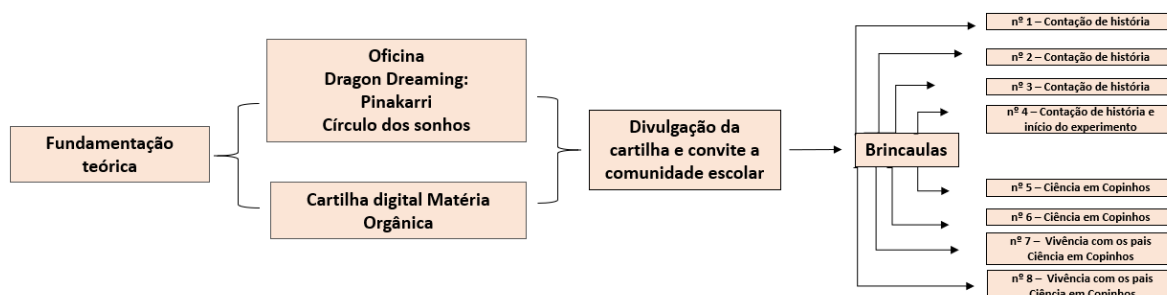 Fundamentação
teórica
Oficina
Dragon Dreaming:
Pinakarri
Círculo dos sonhos
Cartilha digital Matéria
Orgânica
Divulgação da
cartilha e convite a
comunidade escolar
Brincaulas
nº 1 – Contação de história
nº 2 – Contação de história
nº 3 – Contação de história
nº 4 – Contação de história e
início do experimento
nº 5 – Ciência em Copinhos
nº 6 – Ciência em Copinhos
nº 7 – Vivência com os pais
Ciência em Copinhos
nº 8 – Vivência com os pais
Ciência em Copinhos